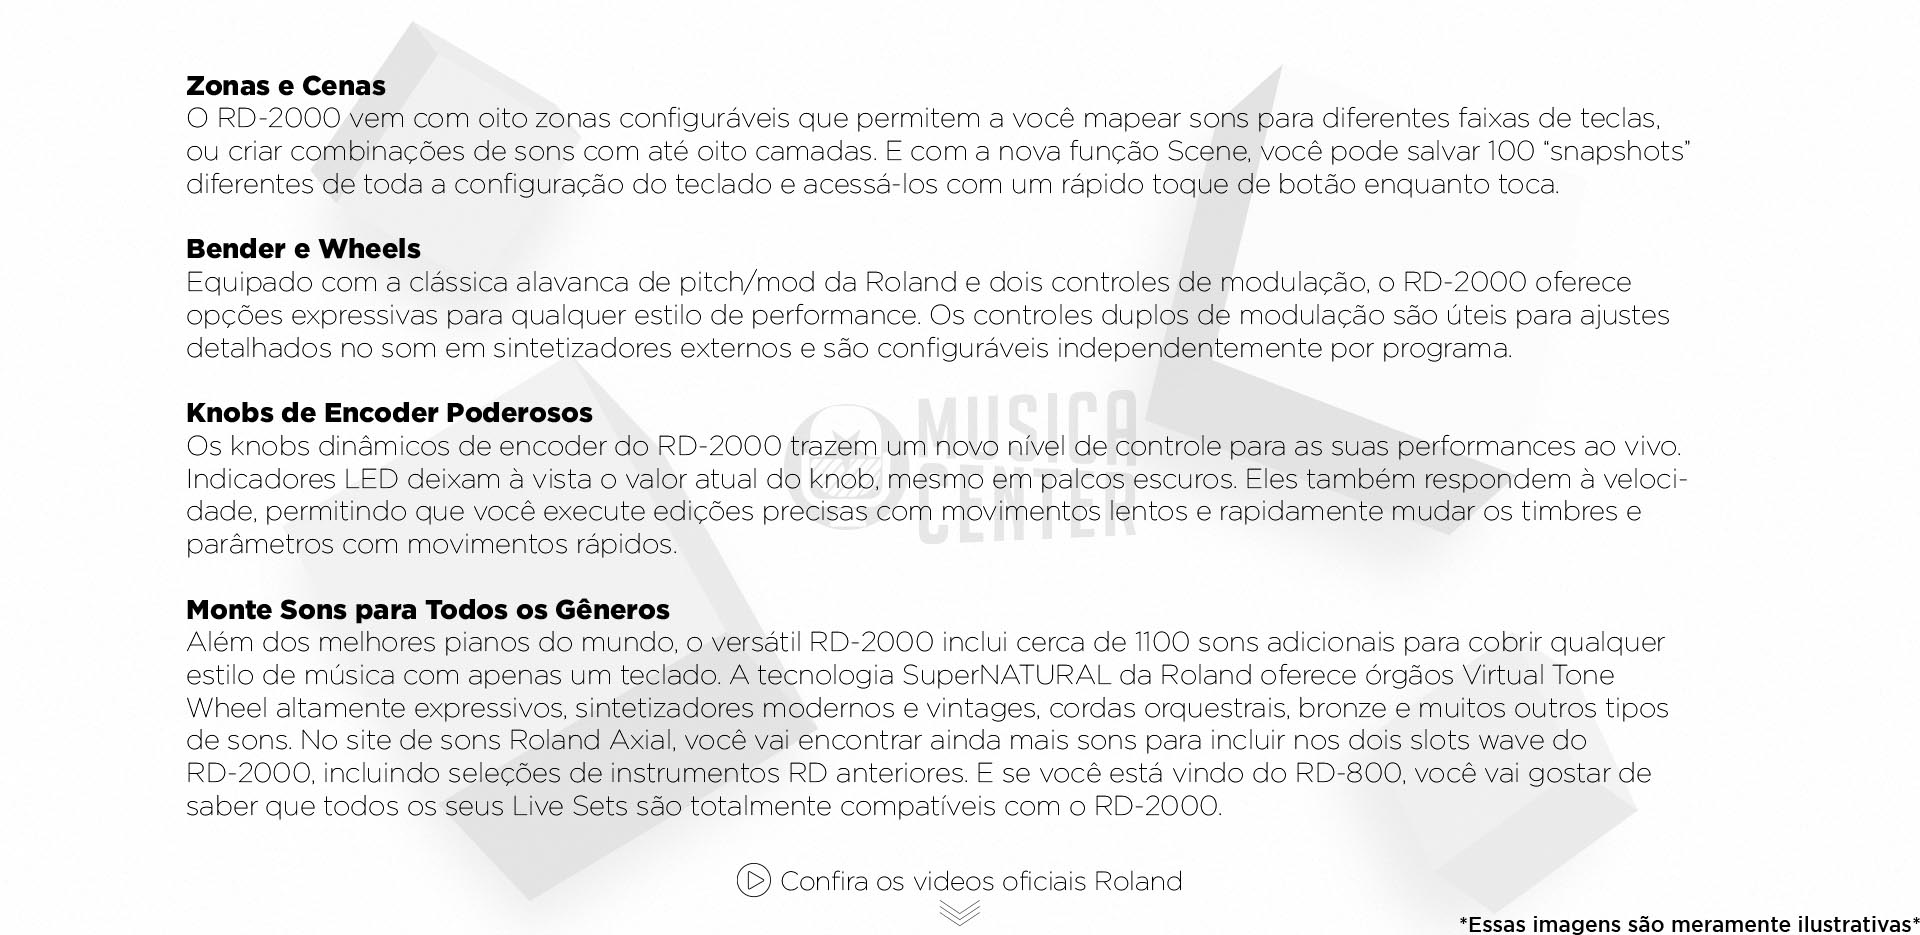 Zonas e Cenas
O RD-2000 vem com oito zonas configuráveis que permitem a você mapear sons para diferentes faixas de teclas,
ou criar combinações de sons com até oito camadas. E com a nova função Scene, você pode salvar 100 “snapshots”
diferentes de toda a configuração do teclado e acessá-los com um rápido toque de botão enquanto toca.
Bender e Wheels
Equipado com a clássica alavanca de pitch/mod da Roland e dois controles de modulação, o RD-2000 oferece
opções expressivas para qualquer estilo de performance. Os controles duplos de modulação são úteis para ajustes
detalhados no som em sintetizadores externos e são configuráveis independentemente por programa.
Knobs de Encoder Poderosos
Os knobs dinâmicos de encoder do RD-2000 trazem um novo nível de controle para as suas performances ao vivo.
Indicadores LED deixam à vista o valor atual do knob, mesmo em palcos escuros. Eles também respondem à veloci-
dade, permitindo que você execute edições precisas com movimentos lentos e rapidamente mudar os timbres e
parâmetros com movimentos rápidos.
MUSICA
CENTER
Monte Sons para Todos os Gêneros
Além dos melhores pianos do mundo, o versátil RD-2000 inclui cerca de 1100 sons adicionais para cobrir qualquer
estilo de música com apenas um teclado. A tecnologia SuperNATURAL da Roland oferece órgãos Virtual Tone
Wheel altamente expressivos, sintetizadores modernos e vintages, cordas orquestrais, bronze e muitos outros tipos
de sons. No site de sons Roland Axial, você vai encontrar ainda mais sons para incluir nos dois slots wave do
RD-2000, incluindo seleções de instrumentos RD anteriores. E se você está vindo do RD-800, você vai gostar de
saber que todos os seus Live Sets são totalmente compatíveis com o RD-2000.
Confira os videos oficiais Roland
*Essas imagens são meramente ilustrativas*